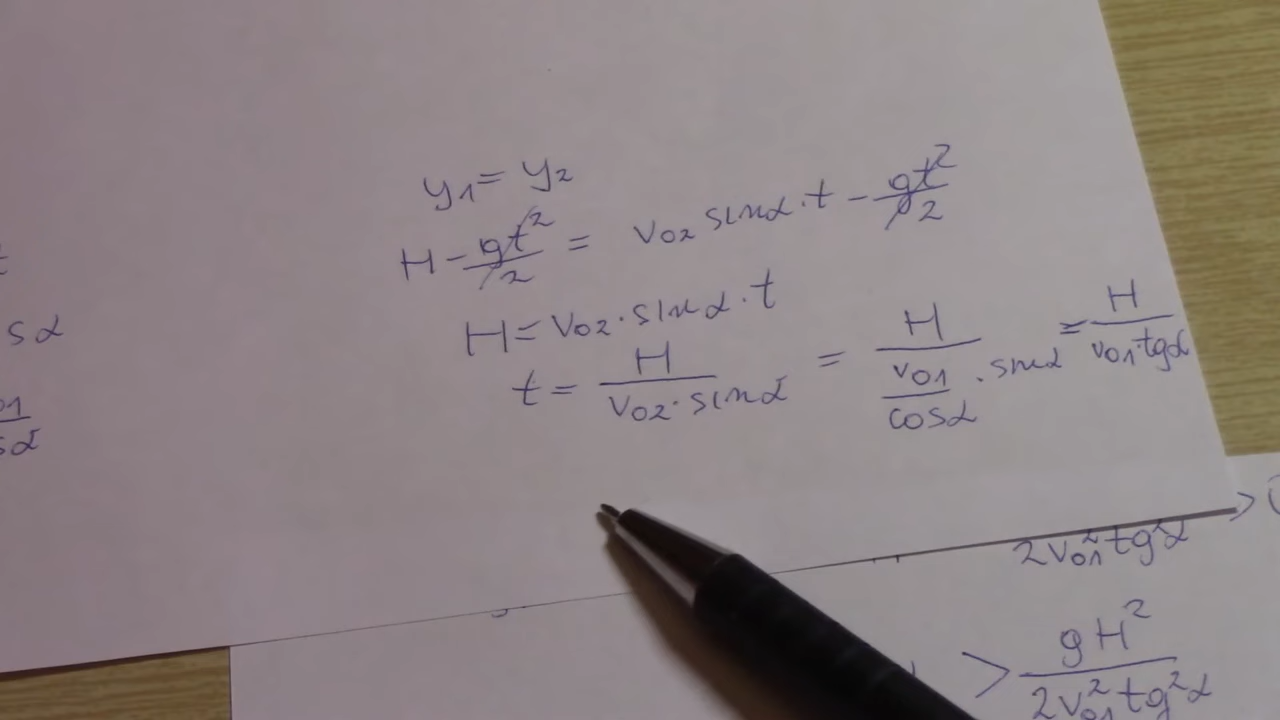 y₁ = y₂
H - gt²/2 = v₀₂ sinα · t - gt²/2
H = v₀₂ · sinα · t
t = H/(v₀₂ · sinα) = H/((v₀₁/cosα) · sinα) = H/(v₀₁ · tgα)
sα
2v₀₁² tg²α
> gH²/(2v₀₁² tg²α)